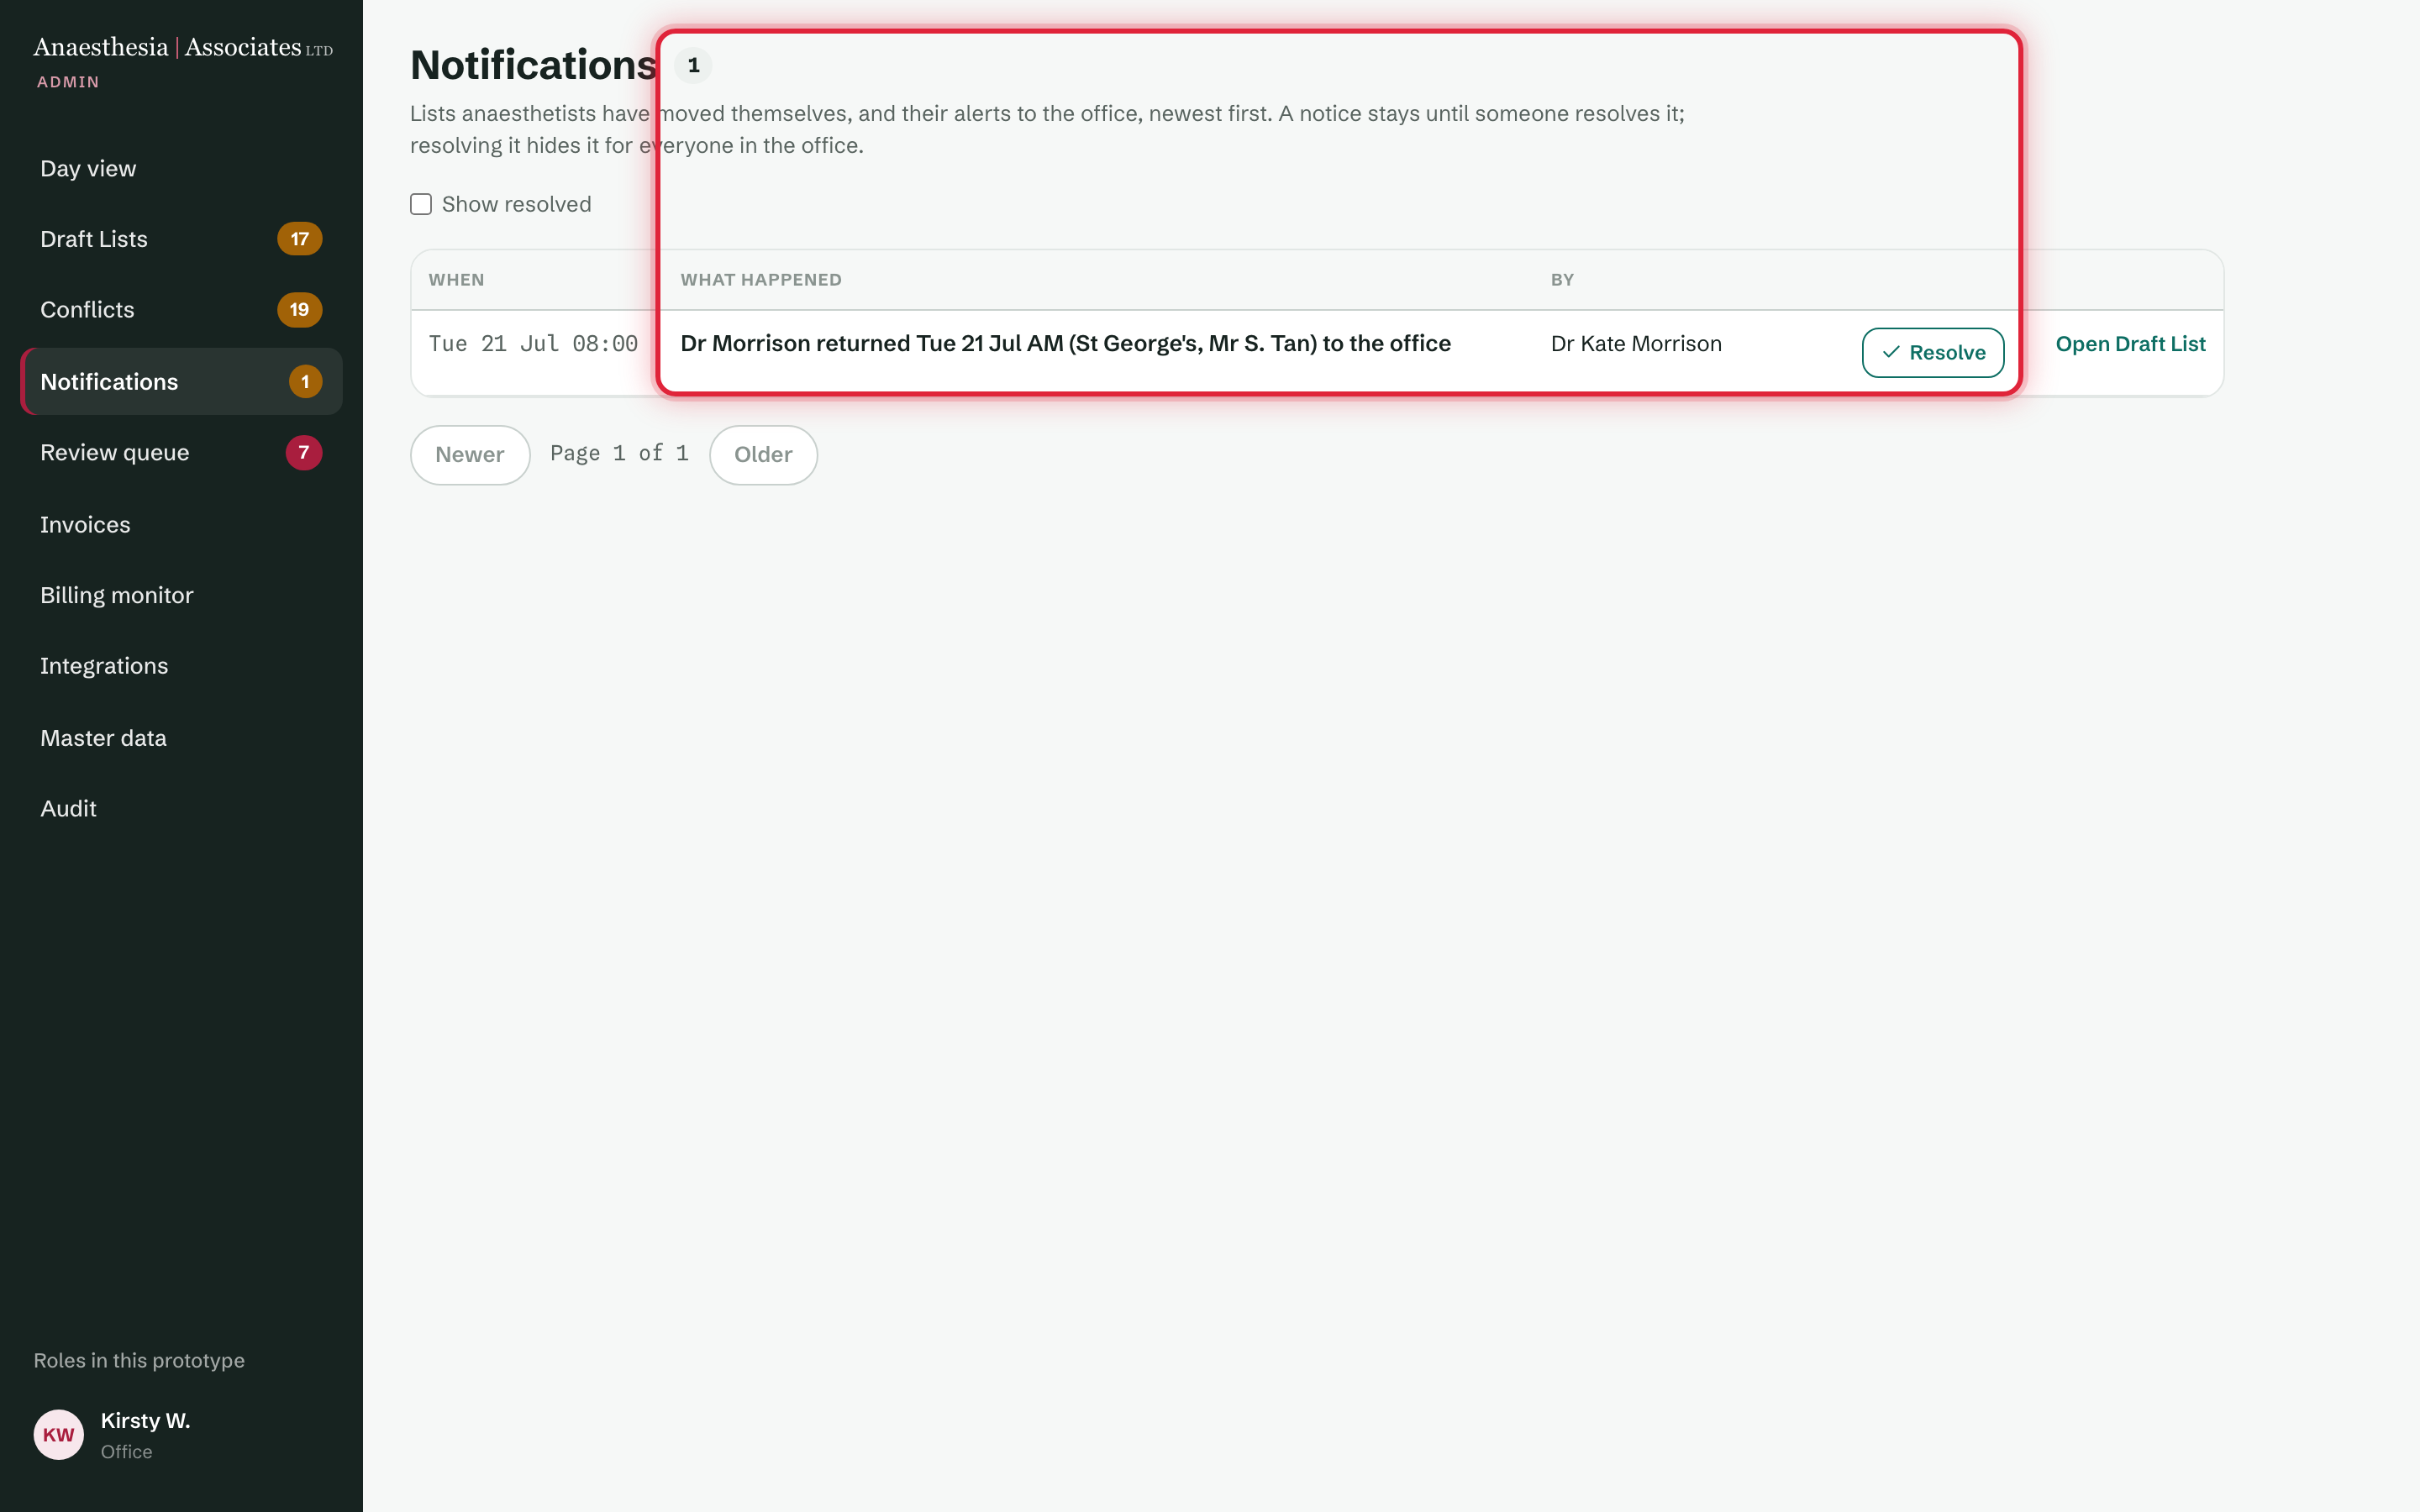 Anaesthesia | Associates LTD
ADMIN
Day view
Draft Lists 17
Conflicts 19
Notifications 1
Review queue 7
Invoices
Billing monitor
Integrations
Master data
Audit
Roles in this prototype
KW
Kirsty W.
Office
Notifications 1
Lists anaesthetists have moved themselves, and their alerts to the office, newest first. A notice stays until someone resolves it;
resolving it hides it for everyone in the office.
Show resolved
WHEN WHAT HAPPENED BY
Tue 21 Jul 08:00 Dr Morrison returned Tue 21 Jul AM (St George's, Mr S. Tan) to the office Dr Kate Morrison Resolve Open Draft List
Newer Page 1 of 1 Older